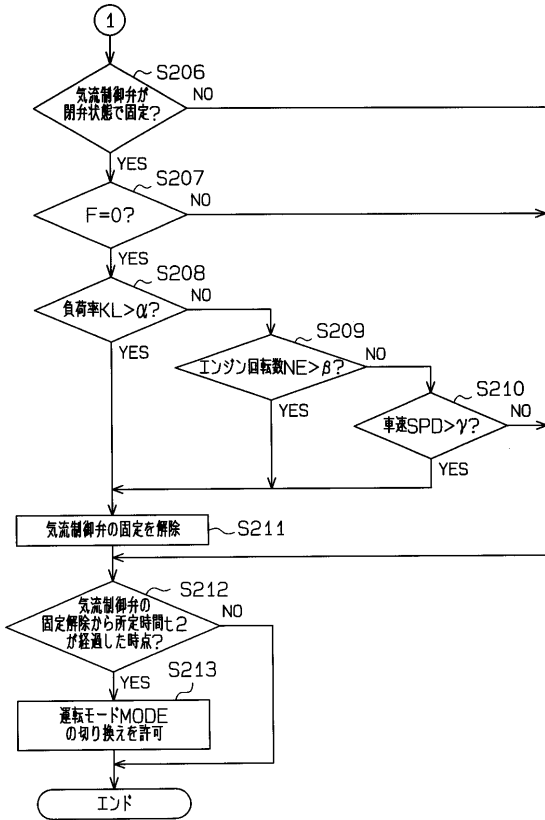 1
S206
気流制御弁が
閉弁状態で固定?
NO
YES
S207
F=0?
NO
YES
S208
負荷率KL>α?
NO
YES
S209
エンジン回転数NE>β?
NO
YES
S210
車速SPD>γ?
NO
YES
気流制御弁の固定を解除
S211
S212
気流制御弁の
固定解除から所定時間t2
が経過した時点?
NO
YES
S213
運転モードMODE
の切り換えを許可
エンド